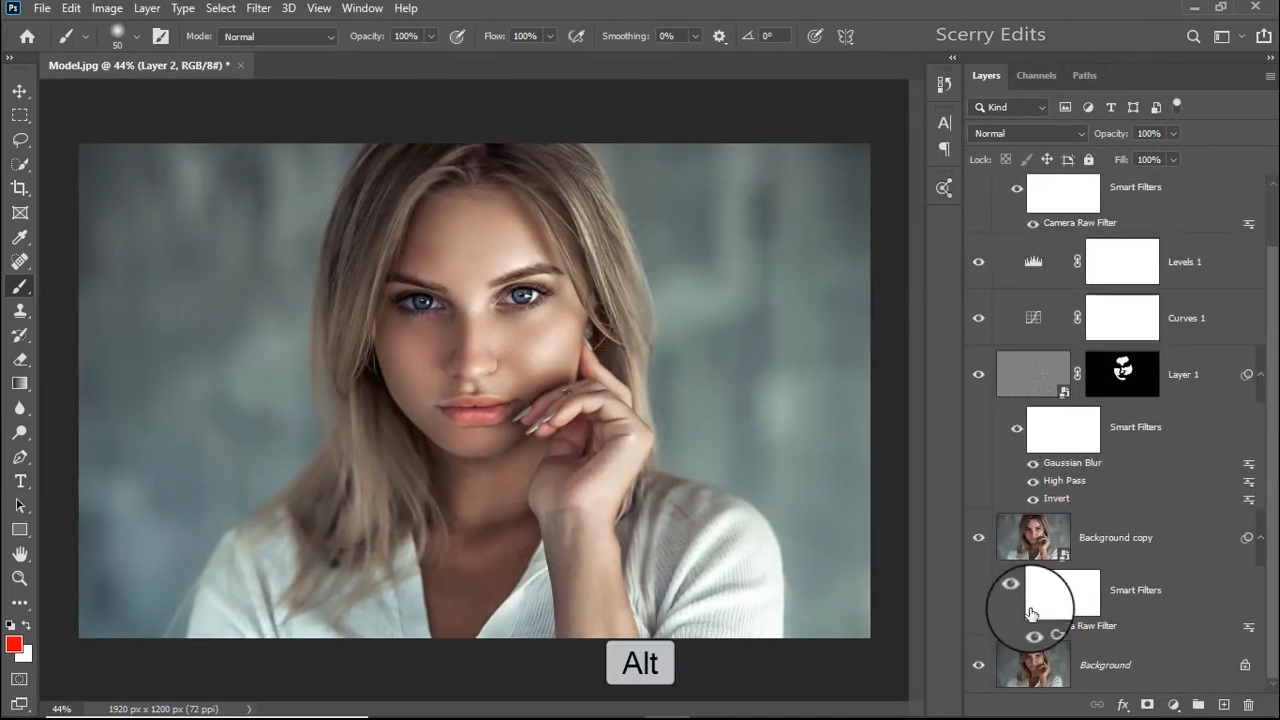 Ps File Edit Image Layer Type Select Filter 3D View Window Help
50 Mode: Normal Opacity: 100% Flow: 100% Smoothing: 0% 0° Scerry Edits
Model.jpg @ 44% (Layer 2, RGB/8#) * ×
Layers Channels Paths
Kind
Normal Opacity: 100%
Lock: Fill: 100%
Smart Filters
Camera Raw Filter
Levels 1
Curves 1
Layer 1
Smart Filters
Gaussian Blur
High Pass
Invert
Background copy
Smart Filters
a Raw Filter
Background
Alt
44% 1920 px x 1200 px (72 ppi)